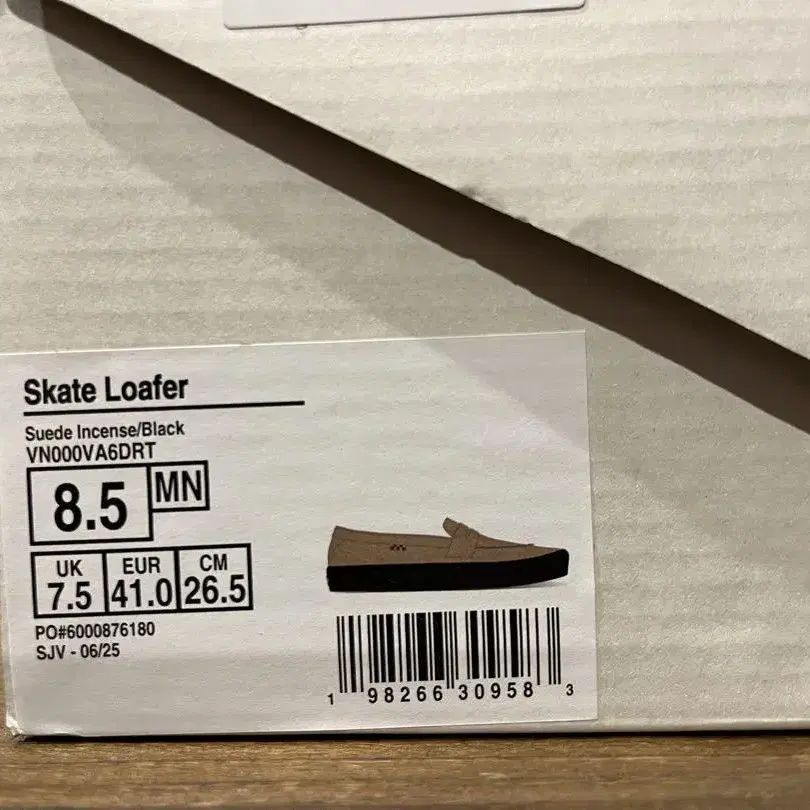 Skate Loafer
Suede Incense/Black
VN000VA6DRT
8.5 MN
UK EUR CM
7.5 41.0 26.5
PO#6000876180
SJV - 06/25
1 98266 30958 3